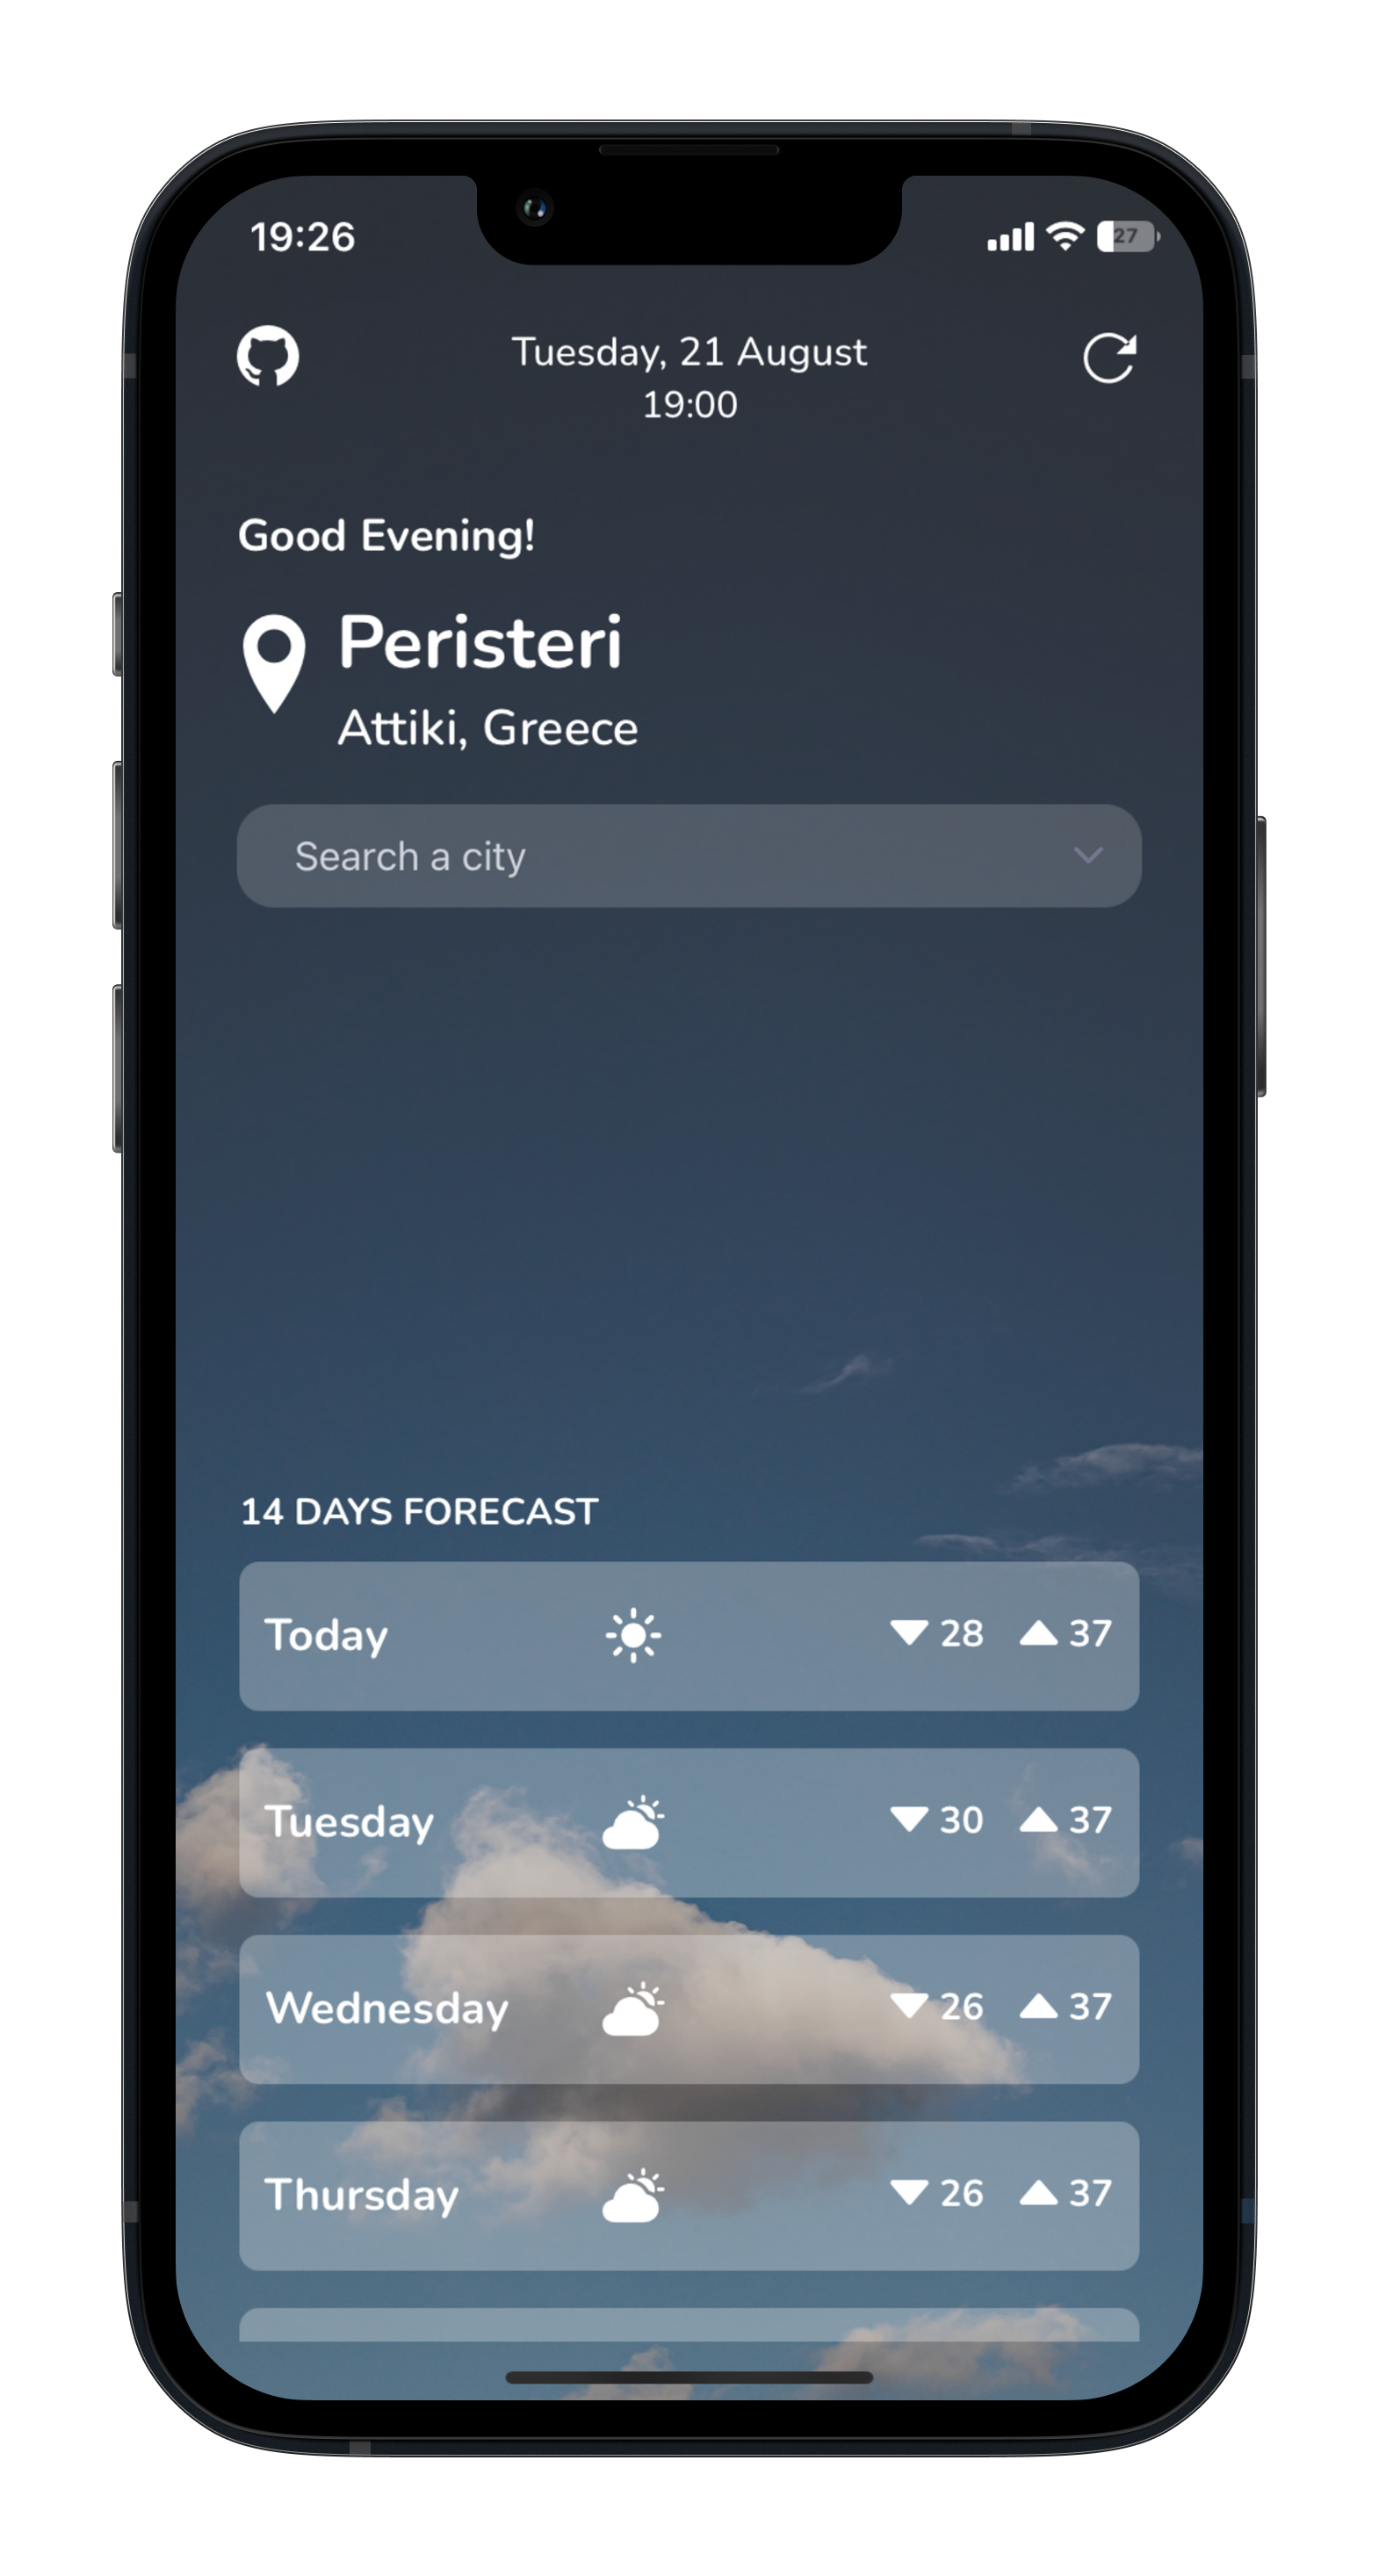 19:26
27
Tuesday, 21 August
19:00
Good Evening!
Peristeri
Attiki, Greece
Search a city
14 DAYS FORECAST
Today 28 37
Tuesday 30 37
Wednesday 26 37
Thursday 26 37